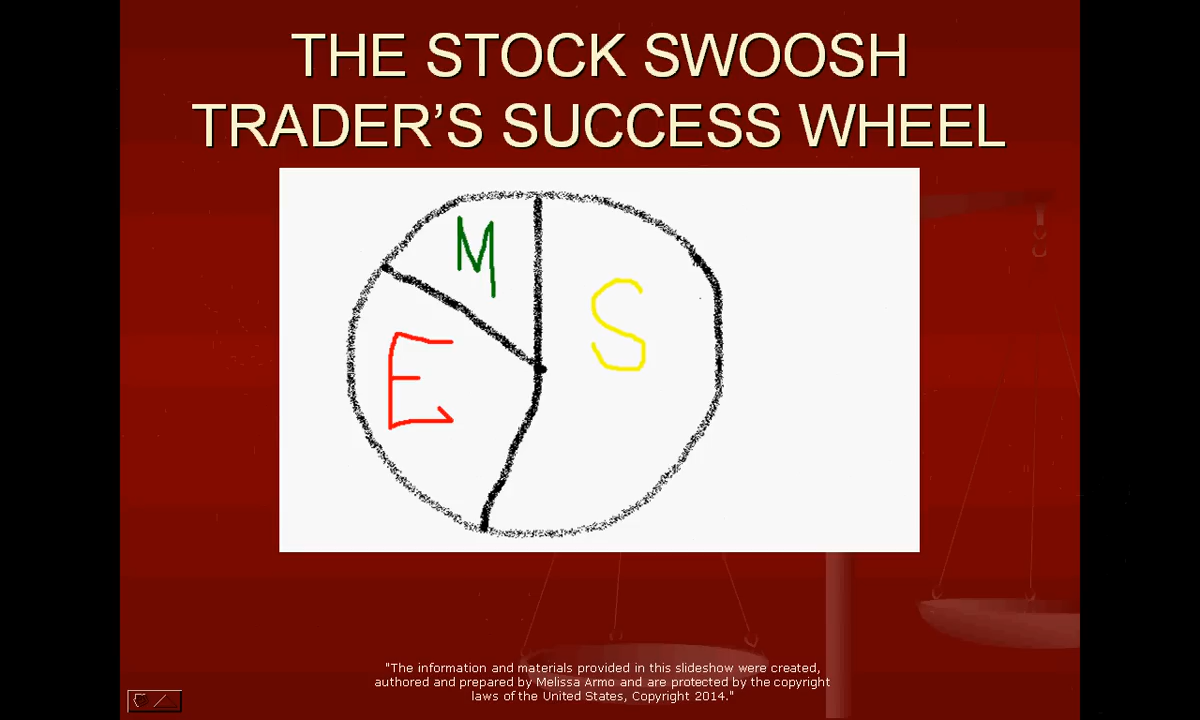 THE STOCK SWOOSH
TRADER'S SUCCESS WHEEL
M
S
E
"The information and materials provided in this slideshow were created,
authored and prepared by Melissa Armo and are protected by the copyright
laws of the United States, Copyright 2014."